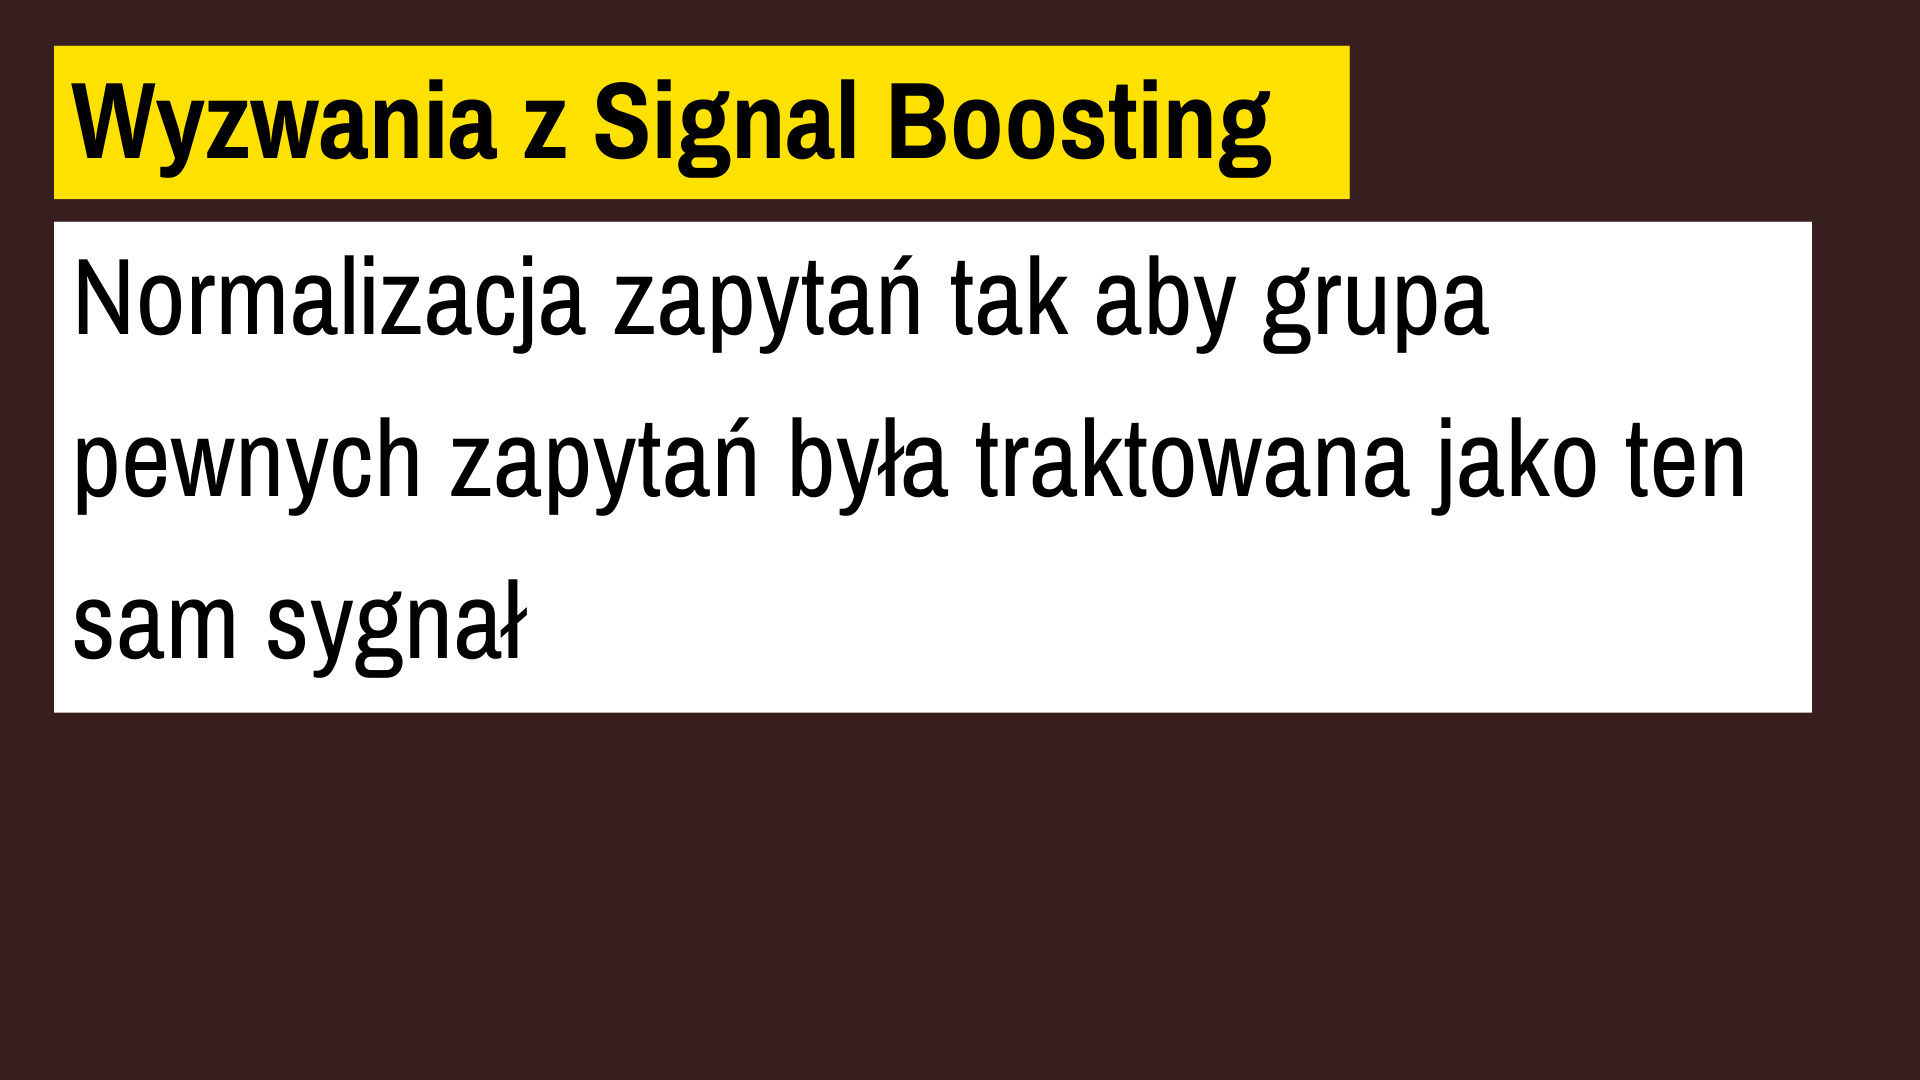 Wyzwania z Signal Boosting
Normalizacja zapytań tak aby grupa
pewnych zapytań była traktowana jako ten
sam sygnał